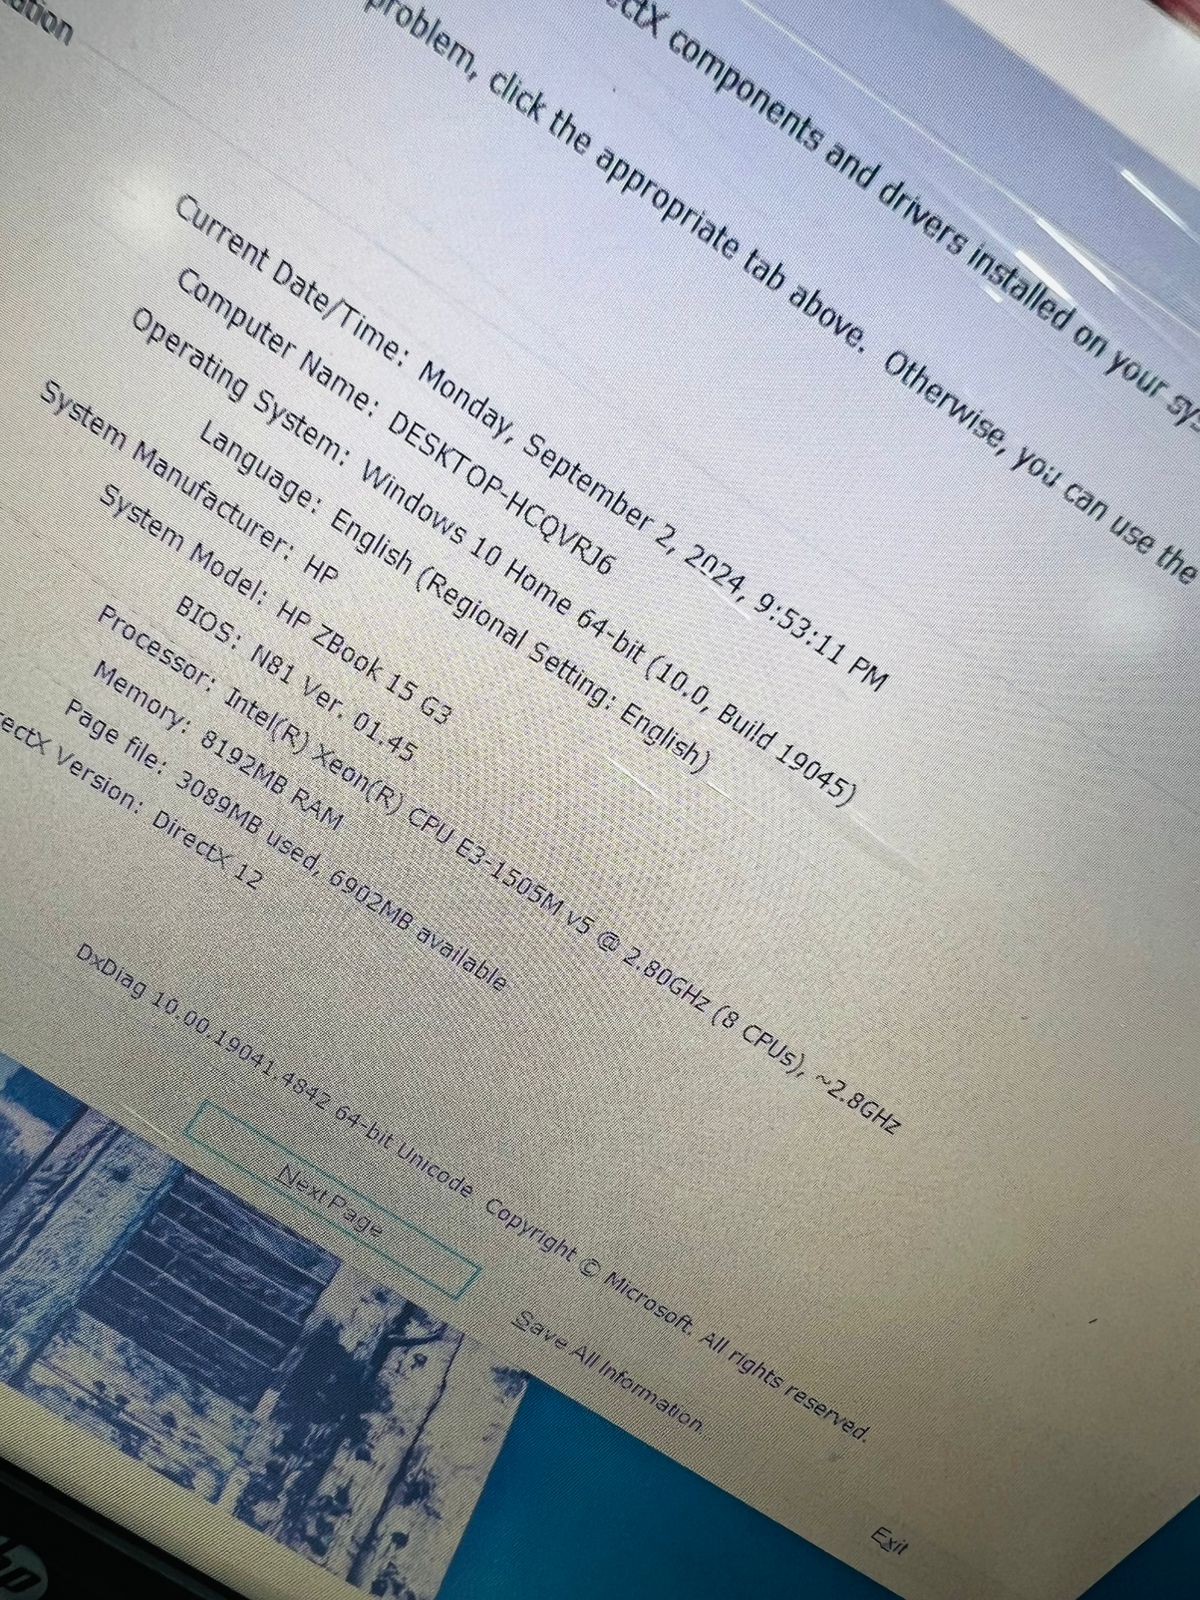 components and drivers installed on your
problem, click the appropriate tab above. Otherwise, you can use the
Current Date/Time: Monday, September 2, 2024, 9:53:11 PM
Computer Name: DESKTOP-HCQVRJ6
Operating System: Windows 10 Home 64-bit (10.0, Build 19045)
Language: English (Regional Setting: English)
System Manufacturer: HP
System Model: HP ZBook 15 G3
BIOS: N81 Ver. 01.45
Processor: Intel(R) Xeon(R) CPU E3-1505M v5 @ 2.80GHz (8 CPUs), ~2.8GHz
Memory: 8192MB RAM
Page file: 3089MB used, 6902MB available
Version: DirectX 12
DxDiag 10.00.19041.4842 64-bit Unicode Copyright © Microsoft. All rights reserved.
Next Page
Save All Information...
Exit
hp